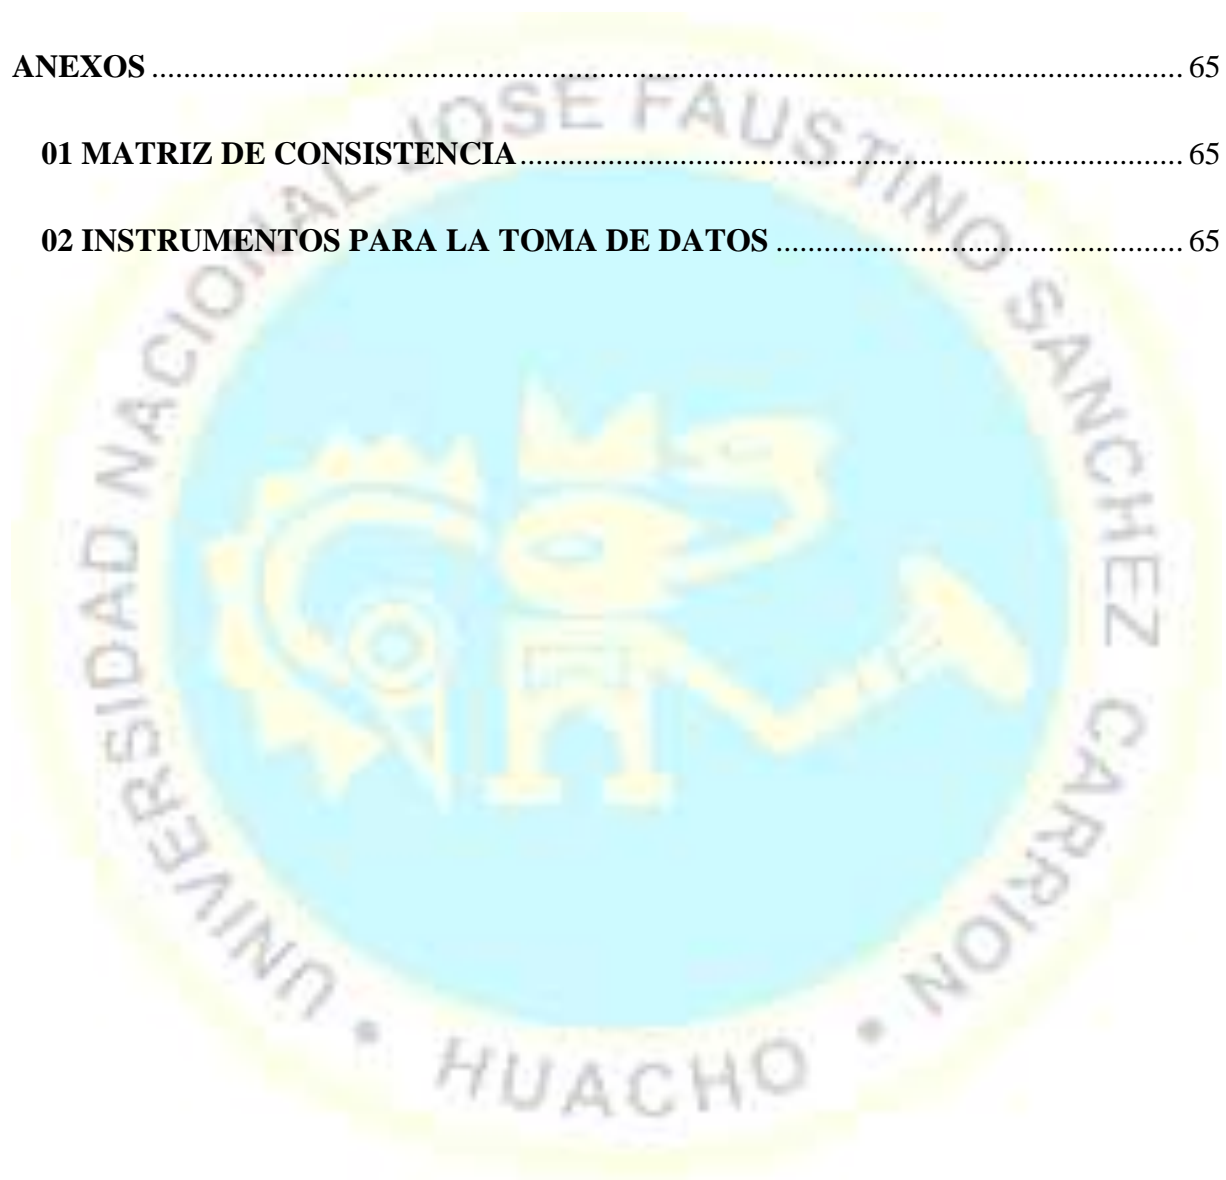 ANEXOS ........................................................ 65
01 MATRIZ DE CONSISTENCIA ........................................................ 65
02 INSTRUMENTOS PARA LA TOMA DE DATOS ........................................................ 65
UNIVERSIDAD NACIONAL JOSE FAUSTINO SANCHEZ CARRION • HUACHO •